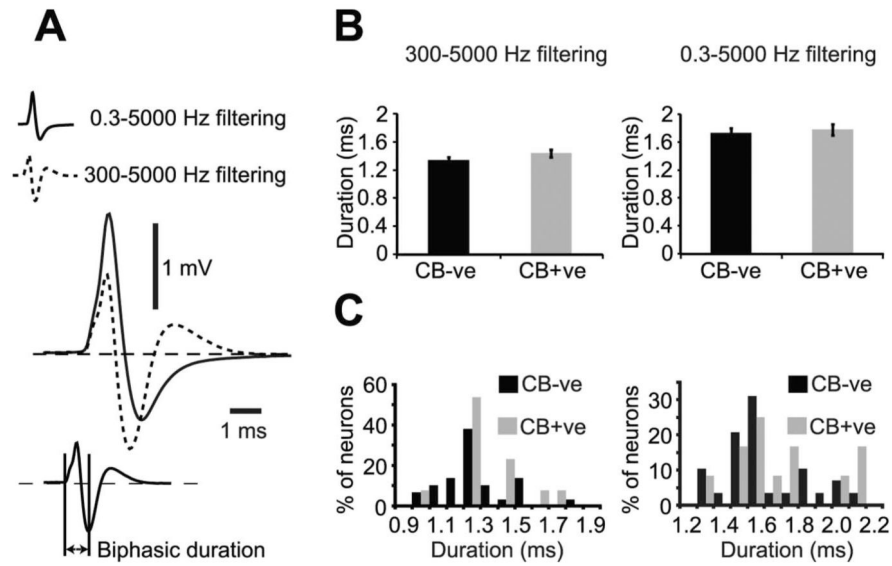 A
0.3-5000 Hz filtering
300-5000 Hz filtering
1 mV
1 ms
Biphasic duration
B
300-5000 Hz filtering
Duration (ms)
2
1.6
1.2
0.8
0.4
0
CB-ve CB+ve
0.3-5000 Hz filtering
Duration (ms)
2
1.6
1.2
0.8
0.4
0
CB-ve CB+ve
C
% of neurons
60
40
20
0
CB-ve
CB+ve
0.9 1.1 1.3 1.5 1.7 1.9
Duration (ms)
% of neurons
30
20
10
0
CB-ve
CB+ve
1.2 1.4 1.6 1.8 2.0 2.2
Duration (ms)